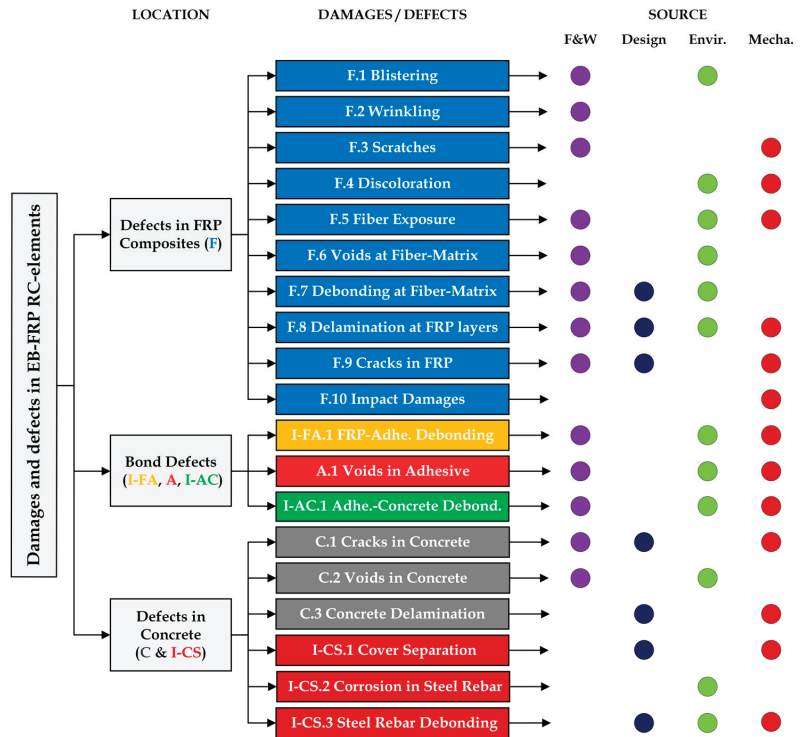 LOCATION
DAMAGES / DEFECTS
SOURCE
F&W
Design
Envir.
Mecha.
Damages and defects in EB-FRP RC-elements
Defects in FRP
Composites (F)
F.1 Blistering
F.2 Wrinkling
F.3 Scratches
F.4 Discoloration
F.5 Fiber Exposure
F.6 Voids at Fiber-Matrix
F.7 Debonding at Fiber-Matrix
F.8 Delamination at FRP layers
F.9 Cracks in FRP
F.10 Impact Damages
Bond Defects
(I-FA, A, I-AC)
I-FA.1 FRP-Adhe. Debonding
A.1 Voids in Adhesive
I-AC.1 Adhe.-Concrete Debond.
Defects in
Concrete
(C & I-CS)
C.1 Cracks in Concrete
C.2 Voids in Concrete
C.3 Concrete Delamination
I-CS.1 Cover Separation
I-CS.2 Corrosion in Steel Rebar
I-CS.3 Steel Rebar Debonding